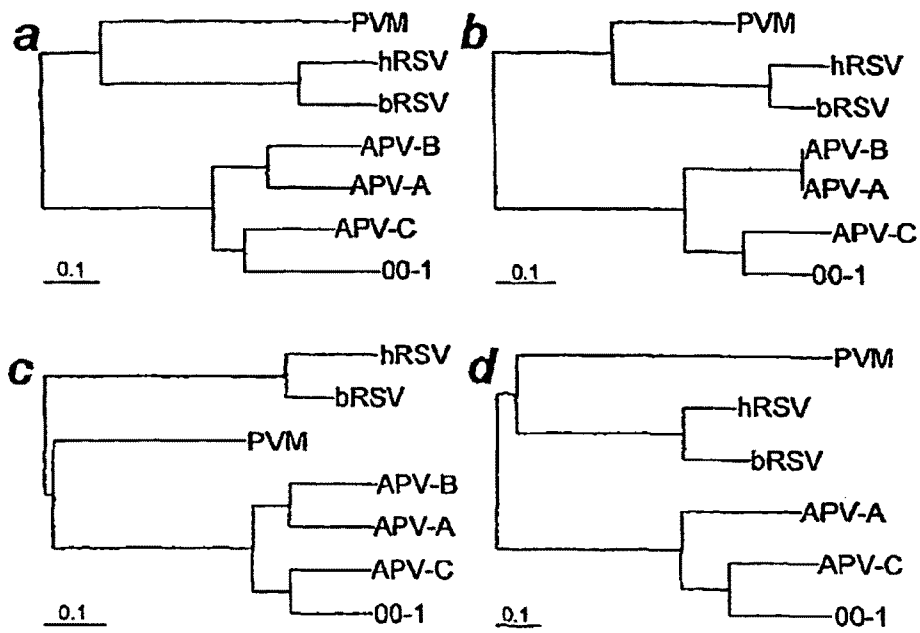 a
PVM
hRSV
bRSV
APV-B
APV-A
APV-C
00-1
0.1
b
PVM
hRSV
bRSV
APV-B
APV-A
APV-C
00-1
0.1
c
hRSV
bRSV
PVM
APV-B
APV-A
APV-C
00-1
0.1
d
PVM
hRSV
bRSV
APV-A
APV-C
00-1
0.1